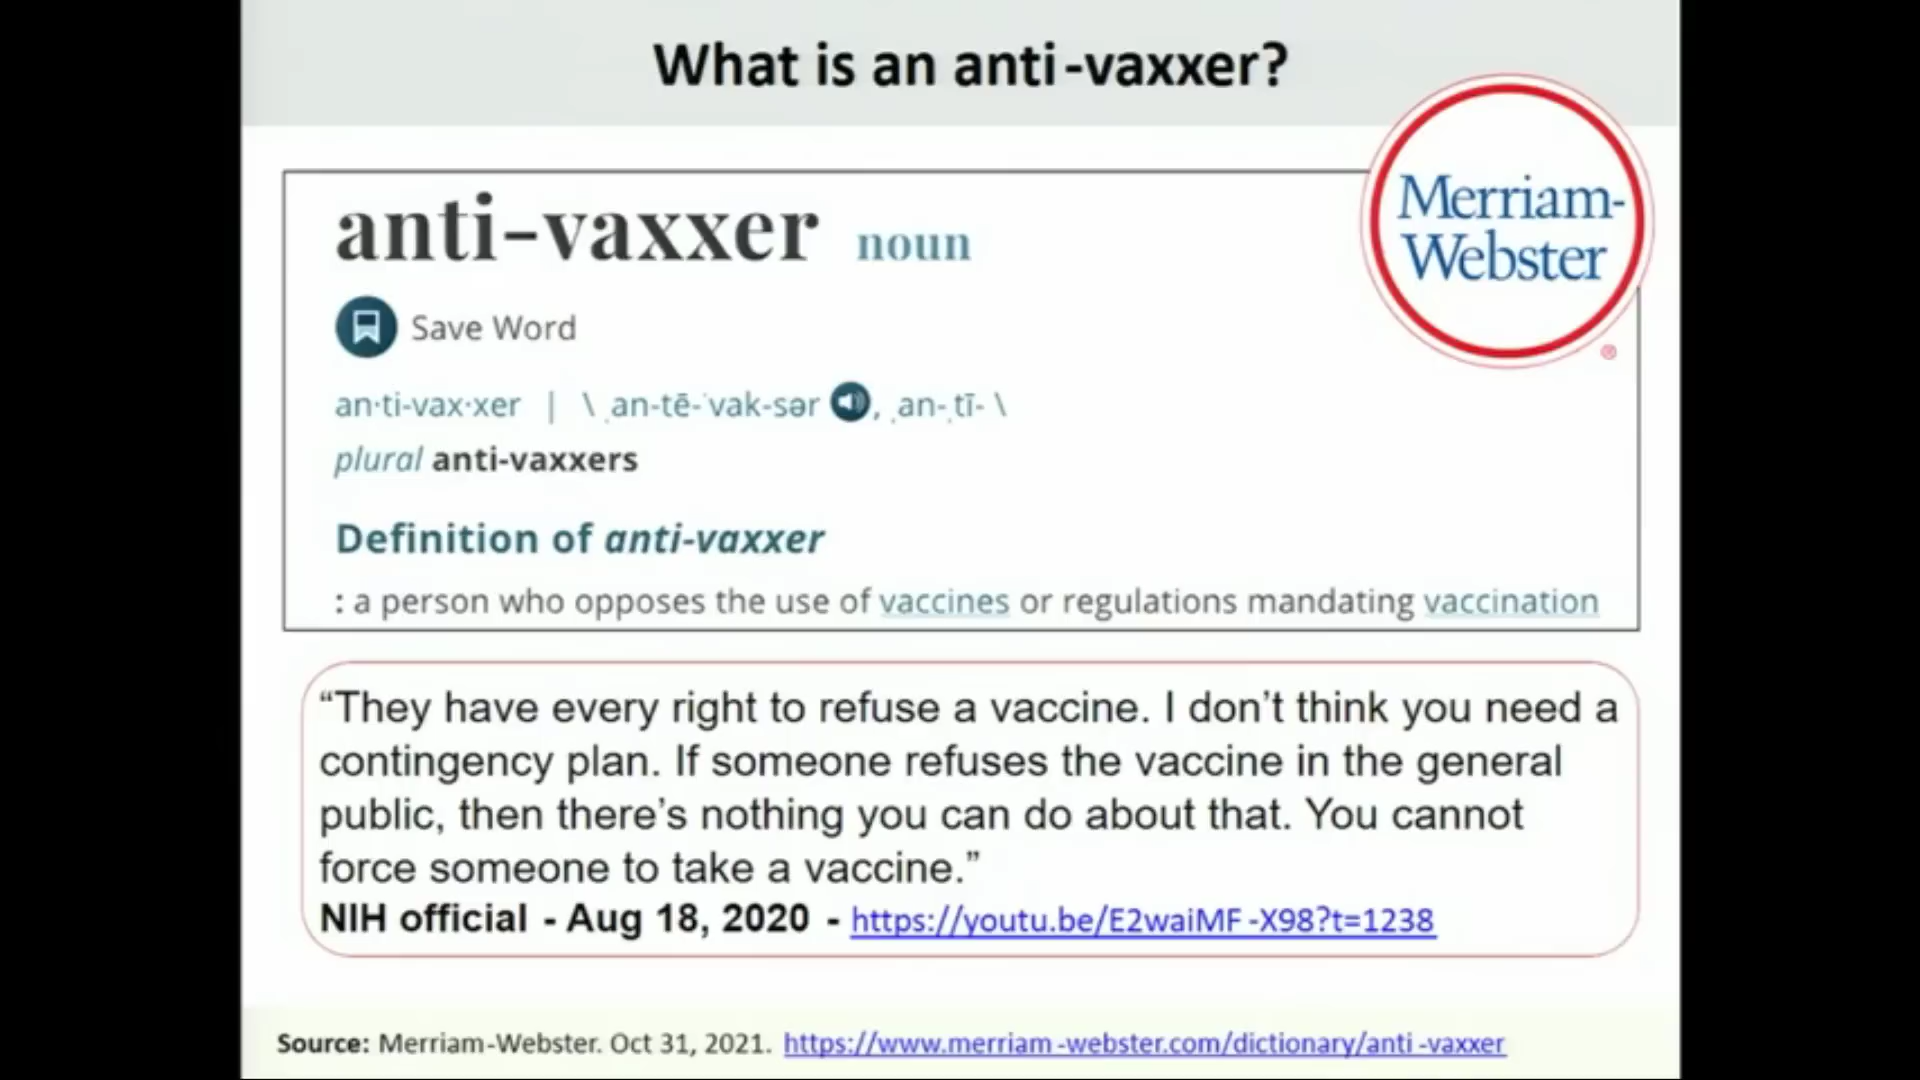 What is an anti-vaxxer?
Merriam-
Webster
®
anti-vaxxer noun
Save Word
an·ti-vax·xer | \ ˌan-tē-ˈvak-sər , ˌan-ˌtī- \
plural anti-vaxxers
Definition of anti-vaxxer
: a person who opposes the use of vaccines or regulations mandating vaccination
“They have every right to refuse a vaccine. I don’t think you need a
contingency plan. If someone refuses the vaccine in the general
public, then there’s nothing you can do about that. You cannot
force someone to take a vaccine.”
NIH official - Aug 18, 2020 - https://youtu.be/E2waiMF-X98?t=1238
Source: Merriam-Webster. Oct 31, 2021. https://www.merriam-webster.com/dictionary/anti-vaxxer